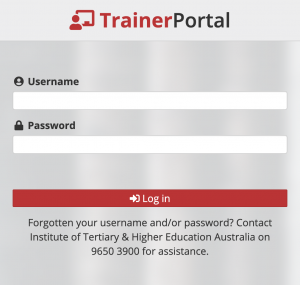 TrainerPortal
Username
Password
Log in
Forgotten your username and/or password? Contact
Institute of Tertiary & Higher Education Australia on
9650 3900 for assistance.